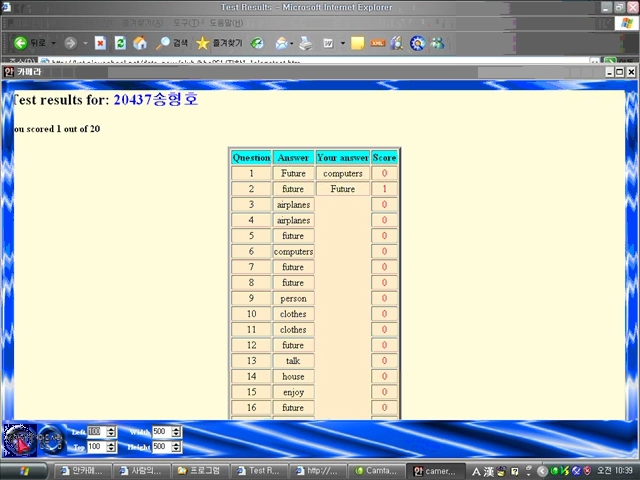 Test Results - Microsoft Internet Explorer
도구(T) 도움말(H)
뒤로 검색 즐겨찾기
카메라
Test results for: 20437송형호
ou scored 1 out of 20
Question Answer Your answer Score
1 Future computers 0
2 future Future 1
3 airplanes 0
4 airplanes 0
5 future 0
6 computers 0
7 future 0
8 future 0
9 person 0
10 clothes 0
11 clothes 0
12 future 0
13 talk 0
14 house 0
15 enjoy 0
16 future 0
Left 100 Width 500
Top 100 Height 500
안카메... 사람의... 프로그램 Test R... http://... Camta... camer... A 漢 오전 10:39